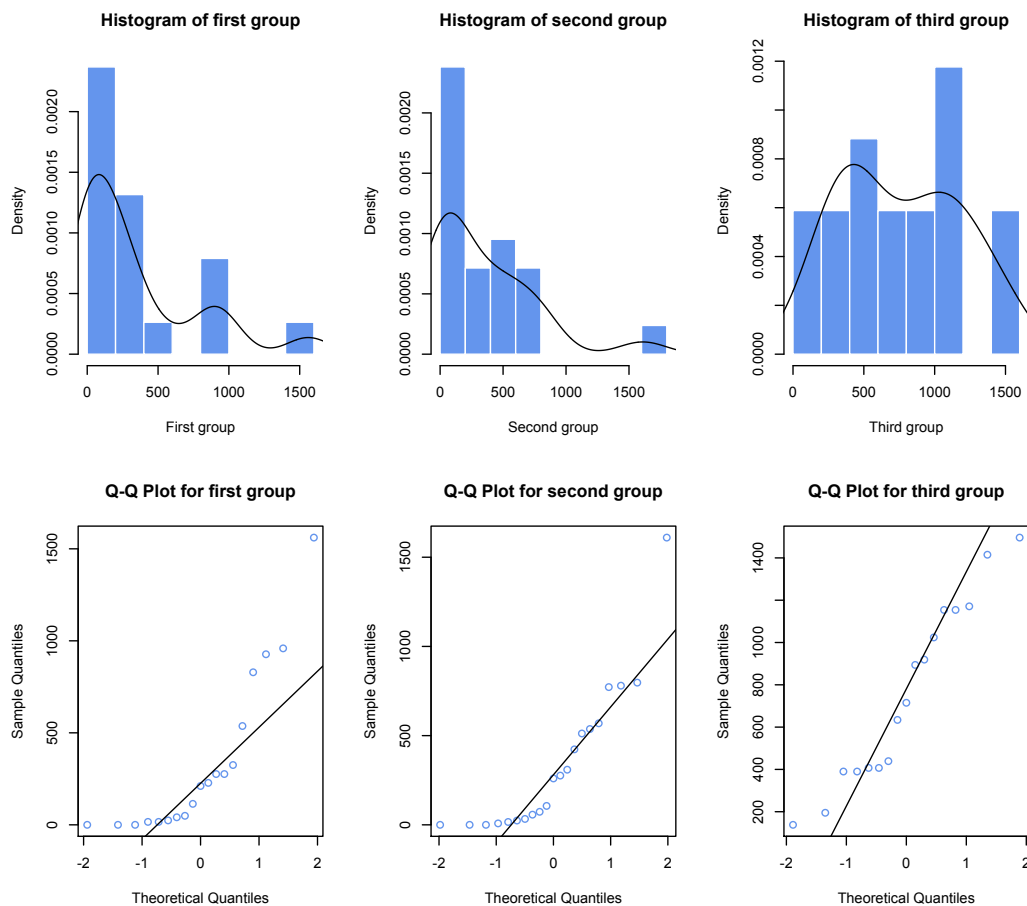 Histogram of first group
Density
0.0000 0.0005 0.0010 0.0015 0.0020
0 500 1000 1500
First group
Histogram of second group
Density
0.0000 0.0005 0.0010 0.0015 0.0020
0 500 1000 1500
Second group
Histogram of third group
Density
0.0000 0.0004 0.0008 0.0012
0 500 1000 1500
Third group
Q-Q Plot for first group
Sample Quantiles
0 500 1000 1500
-2 -1 0 1 2
Theoretical Quantiles
Q-Q Plot for second group
Sample Quantiles
0 500 1000 1500
-2 -1 0 1 2
Theoretical Quantiles
Q-Q Plot for third group
Sample Quantiles
200 400 600 800 1000 1400
-2 -1 0 1 2
Theoretical Quantiles